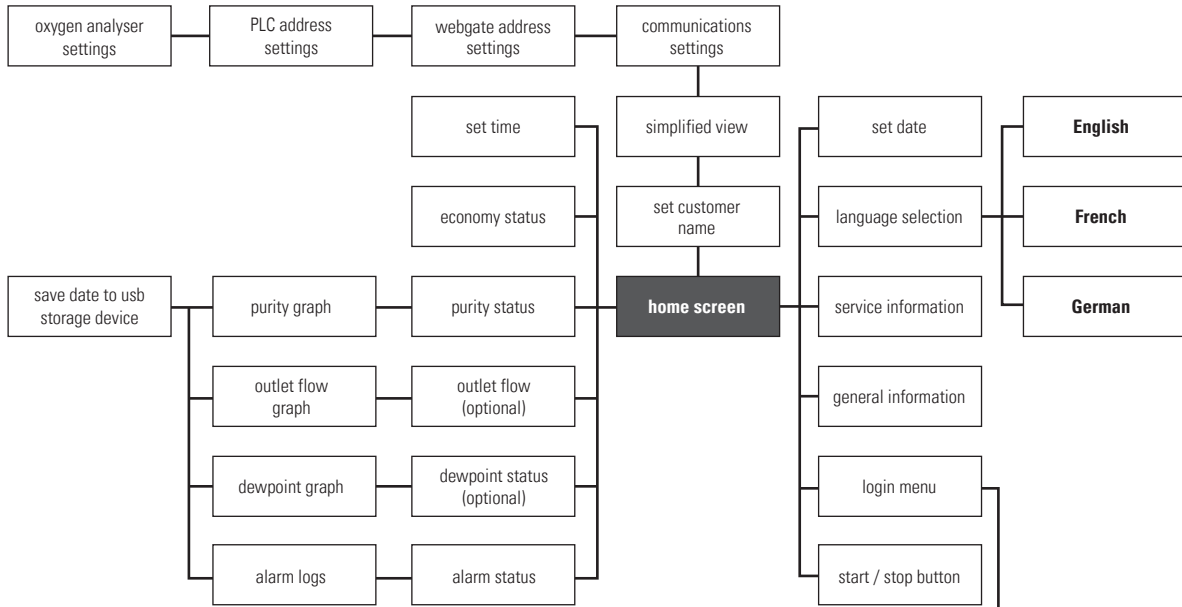 oxygen analyser
settings
PLC address
settings
webgate address
settings
communications
settings
set time
simplified view
set date
English
economy status
set customer
name
language selection
French
save date to usb
storage device
purity graph
purity status
home screen
service information
German
outlet flow
graph
outlet flow
(optional)
general information
dewpoint graph
dewpoint status
(optional)
login menu
alarm logs
alarm status
start / stop button